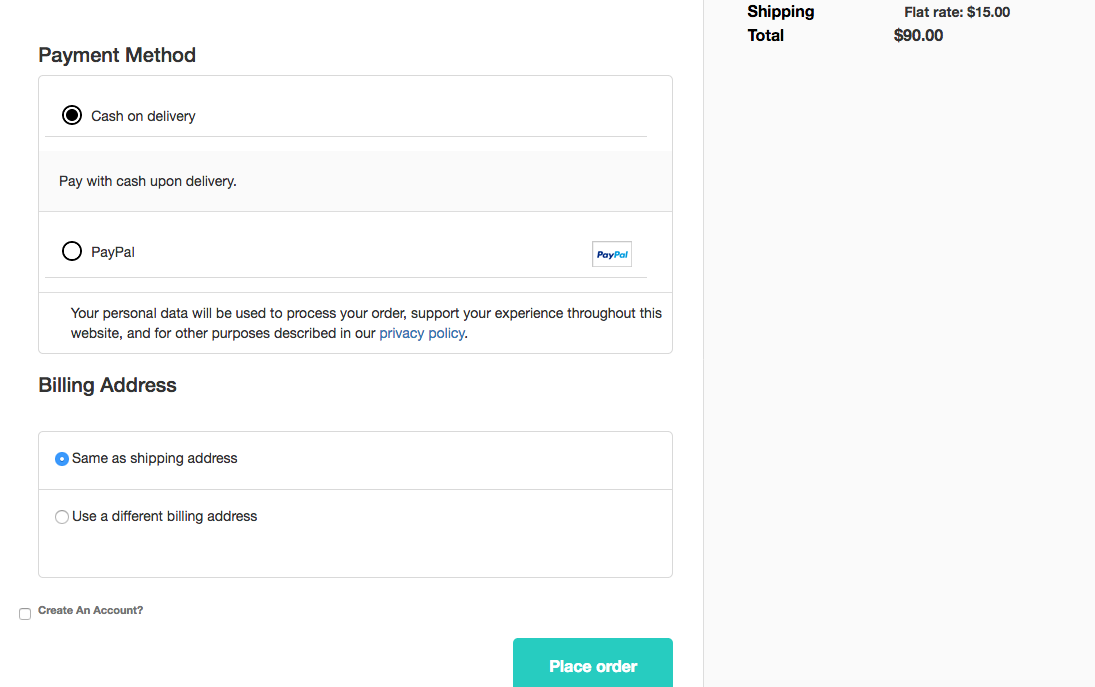 Shipping Flat rate: $15.00
Total $90.00
Payment Method
Cash on delivery
Pay with cash upon delivery.
PayPal PayPal
Your personal data will be used to process your order, support your experience throughout this
website, and for other purposes described in our privacy policy.
Billing Address
Same as shipping address
Use a different billing address
Create An Account?
Place order